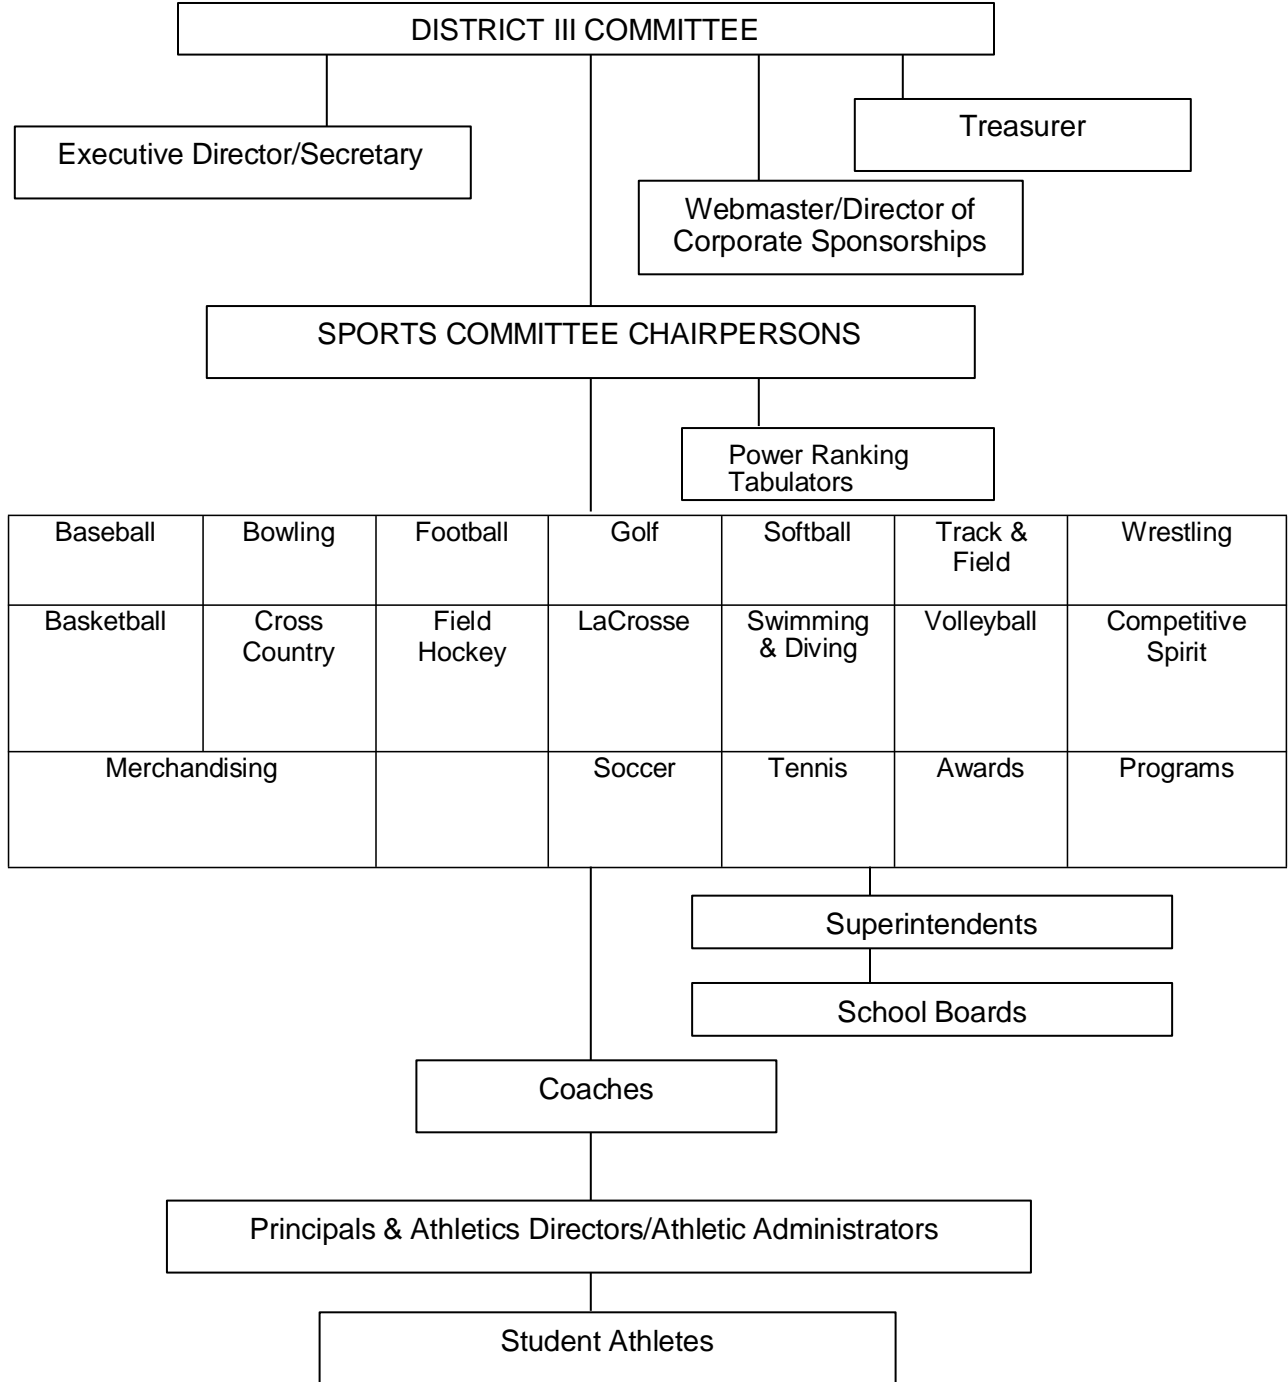 DISTRICT III COMMITTEE
Executive Director/Secretary
Treasurer
Webmaster/Director of
Corporate Sponsorships
SPORTS COMMITTEE CHAIRPERSONS
Power Ranking
Tabulators
Baseball
Bowling
Football
Golf
Softball
Track &
Field
Wrestling
Basketball
Cross
Country
Field
Hockey
LaCrosse
Swimming
& Diving
Volleyball
Competitive
Spirit
Merchandising
Soccer
Tennis
Awards
Programs
Superintendents
School Boards
Coaches
Principals & Athletics Directors/Athletic Administrators
Student Athletes